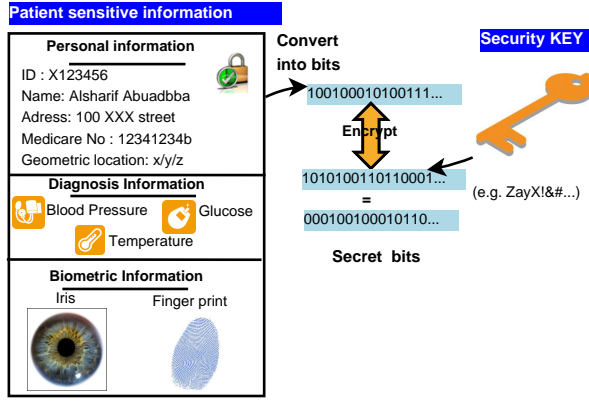 Patient sensitive information
Personal information
ID : X123456
Name: Alsharif Abuadbba
Adress: 100 XXX street
Medicare No : 12341234b
Geometric location: x/y/z
Diagnosis Information
Blood Pressure
Glucose
Temperature
Biometric Information
Iris
Finger print
Convert
into bits
100100010100111...
Encrypt
1010100110110001...
=
000100100010110...
Secret bits
Security KEY
(e.g. ZayX!&#...)